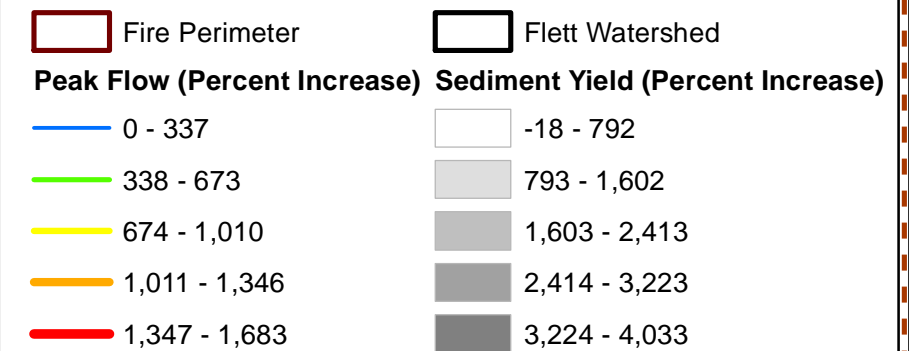 Fire Perimeter Flett Watershed
Peak Flow (Percent Increase) Sediment Yield (Percent Increase)
0 - 337 -18 - 792
338 - 673 793 - 1,602
674 - 1,010 1,603 - 2,413
1,011 - 1,346 2,414 - 3,223
1,347 - 1,683 3,224 - 4,033